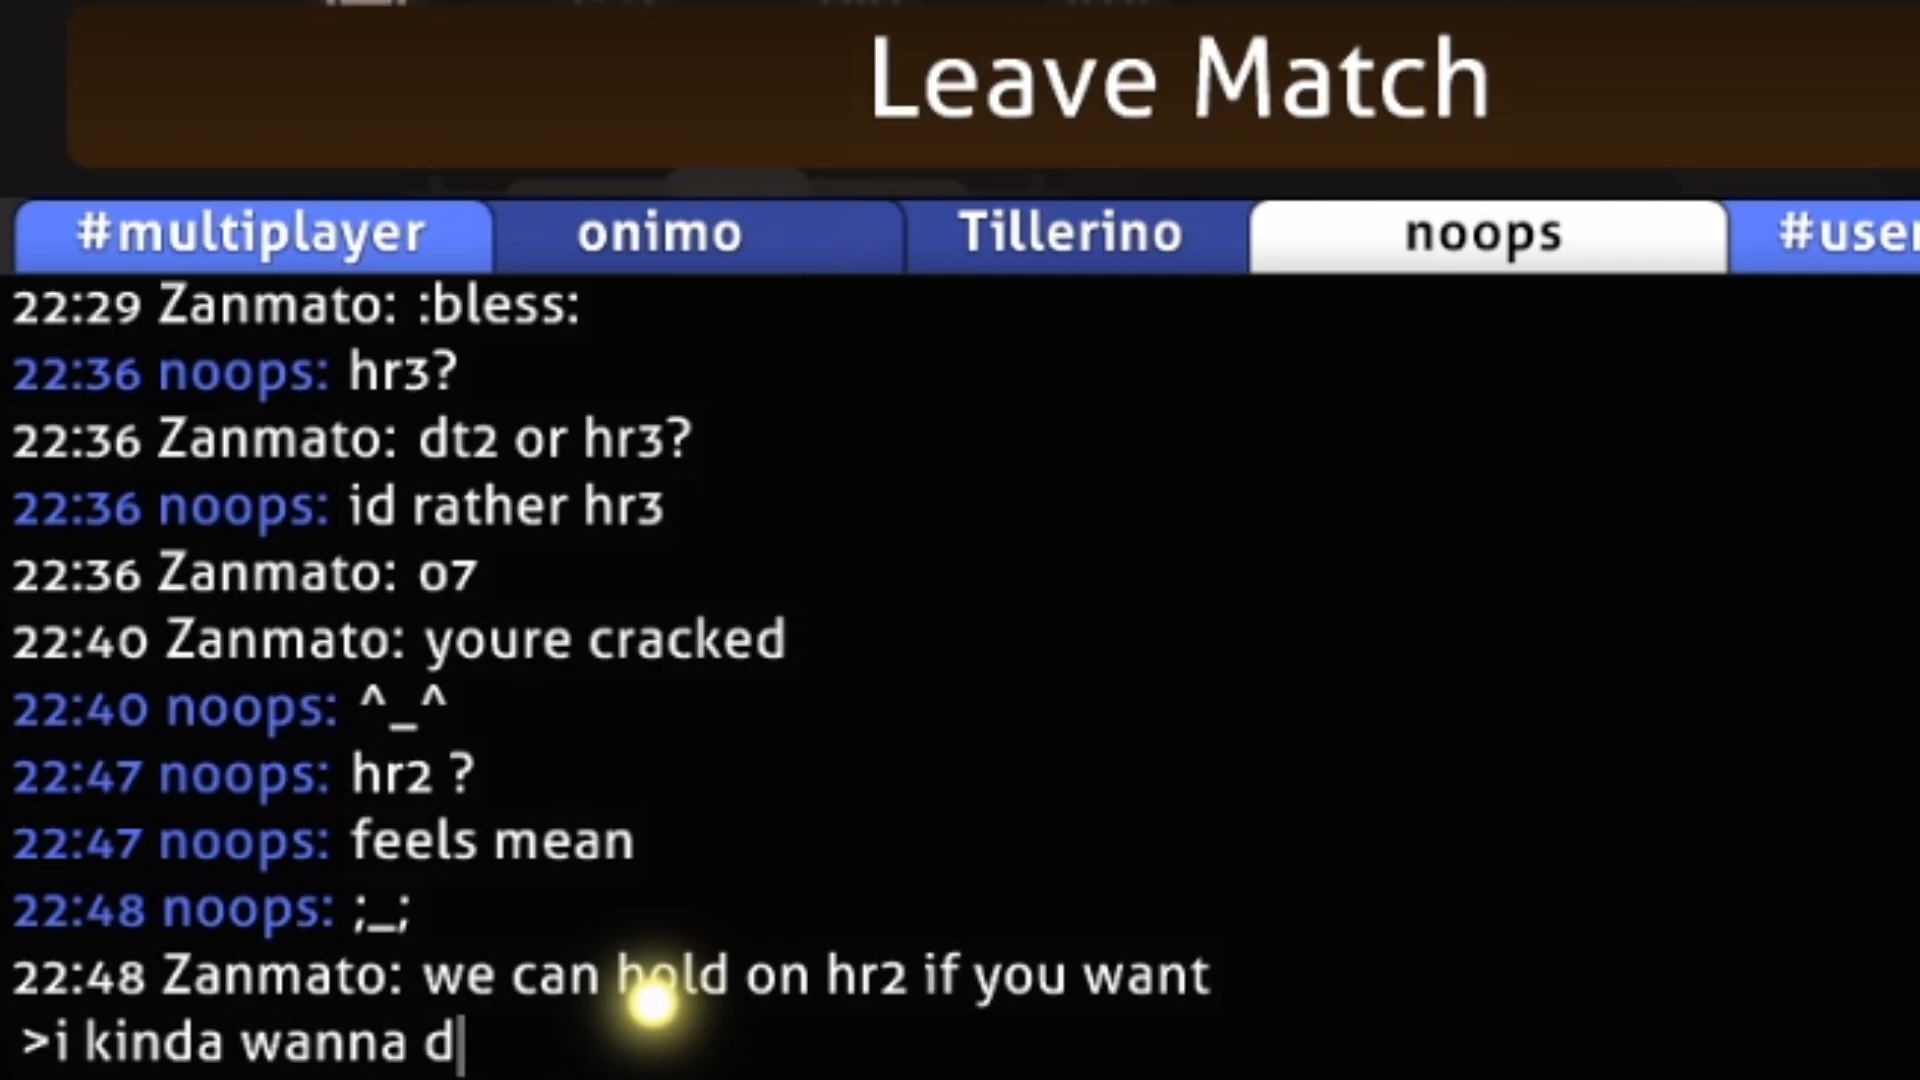 Leave Match
#multiplayer onimo Tillerino noops
22:29 Zanmato: :bless:
22:36 noops: hr3?
22:36 Zanmato: dt2 or hr3?
22:36 noops: id rather hr3
22:36 Zanmato: o7
22:40 Zanmato: youre cracked
22:40 noops: ^_^
22:47 noops: hr2 ?
22:47 noops: feels mean
22:48 noops: ;_;
22:48 Zanmato: we can hold on hr2 if you want
>i kinda wanna d